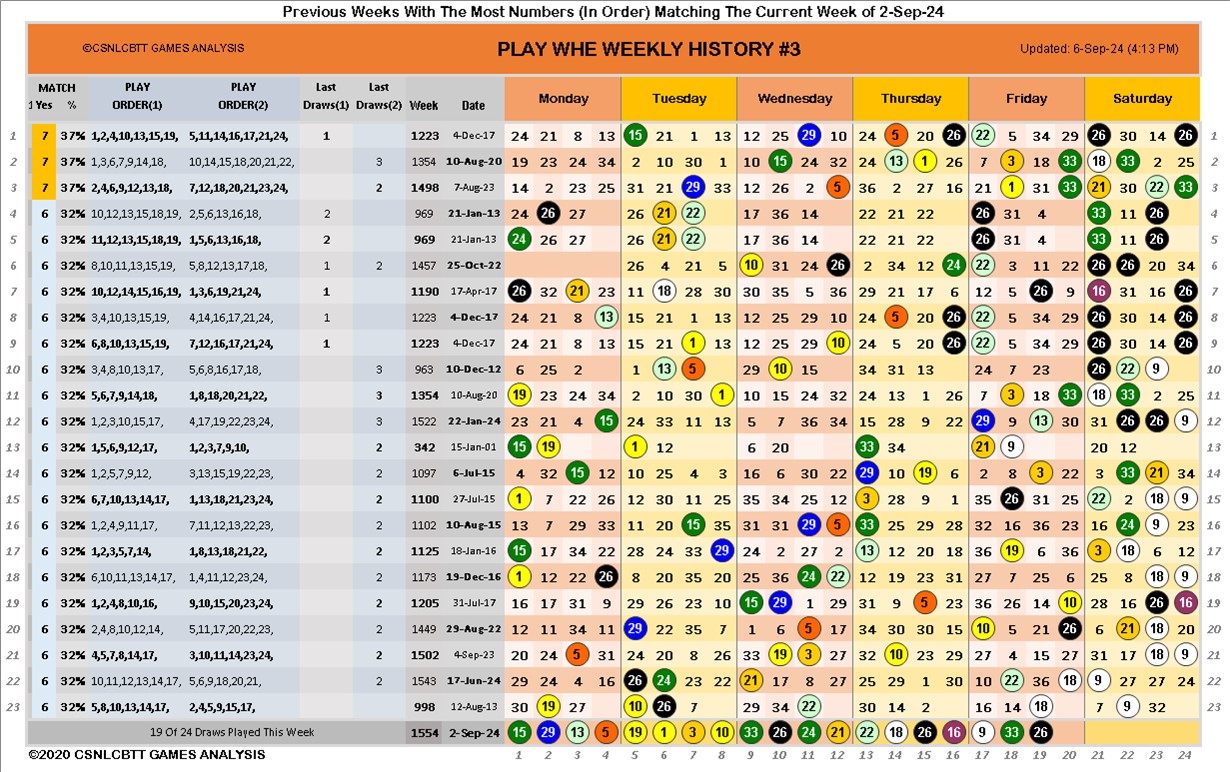 Previous Weeks With The Most Numbers (In Order) Matching The Current Week of 2-Sep-24
©CSNLCBTT GAMES ANALYSIS PLAY WHE WEEKLY HISTORY #3 Updated: 6-Sep-24 (4:13 PM)
MATCH PLAY PLAY Last Last
1 Yes % ORDER(1) ORDER(2) Draws(1) Draws(2) Week Date Monday Tuesday Wednesday Thursday Friday Saturday
1 7 37% 1,2,4,10,13,15,19, 5,11,14,16,17,21,24, 1 1223 4-Dec-17 24 21 8 13 15 21 1 13 12 25 29 10 24 5 20 26 22 5 34 29 26 30 14 26 1
2 7 37% 1,3,6,7,9,14,18, 10,14,15,18,20,21,22, 3 1354 10-Aug-20 19 23 24 34 2 10 30 1 10 15 24 32 24 13 1 26 7 3 18 33 18 33 2 25 2
3 7 37% 2,4,6,9,12,13,18, 7,12,18,20,21,23,24, 2 1498 7-Aug-23 14 2 23 25 31 21 29 33 12 26 2 5 36 2 27 16 21 1 31 33 21 30 22 33 3
4 6 32% 10,12,13,15,18,19, 2,5,6,13,16,18, 2 969 21-Jan-13 24 26 27 26 21 22 17 36 14 22 21 22 26 31 4 33 11 26 4
5 6 32% 11,12,13,15,18,19, 1,5,6,13,16,18, 2 969 21-Jan-13 24 26 27 26 21 22 17 36 14 22 21 22 26 31 4 33 11 26 5
6 6 32% 8,10,11,13,15,19, 5,8,12,13,17,18, 1 2 1457 25-Oct-22 26 4 21 5 10 31 24 26 2 34 12 24 22 3 11 22 26 26 20 34 6
7 6 32% 10,12,14,15,16,19, 1,3,6,19,21,24, 1 1190 17-Apr-17 26 32 21 23 11 18 28 30 30 35 5 36 29 21 17 6 12 5 26 9 16 31 16 26 7
8 6 32% 3,4,10,13,15,19, 4,14,16,17,21,24, 1 1223 4-Dec-17 24 21 8 13 15 21 1 13 12 25 29 10 24 5 20 26 22 5 34 29 26 30 14 26 8
9 6 32% 6,8,10,13,15,19, 7,12,16,17,21,24, 1 1223 4-Dec-17 24 21 8 13 15 21 1 13 12 25 29 10 24 5 20 26 22 5 34 29 26 30 14 26 9
10 6 32% 3,4,8,10,13,17, 5,6,8,16,17,18, 3 963 10-Dec-12 6 25 2 1 13 5 29 10 15 34 31 13 24 7 23 26 22 9 10
11 6 32% 5,6,7,9,14,18, 1,8,18,20,21,22, 3 1354 10-Aug-20 19 23 24 34 2 10 30 1 10 15 24 32 24 13 1 26 7 3 18 33 18 33 2 25 11
12 6 32% 1,2,3,10,15,17, 4,17,19,22,23,24, 3 1522 22-Jan-24 23 21 4 15 24 33 11 13 5 7 36 34 15 28 9 22 29 9 13 30 31 26 26 9 12
13 6 32% 1,5,6,9,12,17, 1,2,3,7,9,10, 2 342 15-Jan-01 15 19 1 12 6 20 33 34 21 9 20 12 13
14 6 32% 1,2,5,7,9,12, 3,13,15,19,22,23, 2 1097 6-Jul-15 4 32 15 12 10 25 4 3 16 6 30 22 29 10 19 6 2 8 3 22 3 33 21 34 14
15 6 32% 6,7,10,13,14,17, 1,13,18,21,23,24, 2 1100 27-Jul-15 1 7 22 26 12 30 11 25 35 34 25 12 3 28 9 1 35 26 31 25 22 2 18 9 15
16 6 32% 1,2,4,9,11,17, 7,11,12,13,22,23, 2 1102 10-Aug-15 13 7 29 33 11 20 15 35 31 31 29 5 33 25 29 28 32 16 36 23 16 24 9 23 16
17 6 32% 1,2,3,5,7,14, 1,8,13,18,21,22, 2 1125 18-Jan-16 15 17 34 22 28 24 33 29 24 2 27 2 13 12 20 17 36 19 6 36 3 18 6 12 17
18 6 32% 6,10,11,13,14,17, 1,4,11,12,23,24, 2 1173 19-Dec-16 1 12 22 26 8 20 35 20 25 36 24 22 12 19 23 31 27 7 25 6 25 8 18 9 18
19 6 32% 1,2,4,8,10,16, 9,10,15,20,23,24, 2 1205 31-Jul-17 16 17 31 9 29 26 23 10 15 29 1 29 31 9 5 23 36 26 26 10 28 16 26 16 19
20 6 32% 2,4,8,10,12,14, 5,11,17,20,22,23, 2 1449 29-Aug-22 12 11 34 11 29 22 35 7 1 6 5 17 34 30 30 15 10 5 21 26 6 21 18 20 20
21 6 32% 4,5,7,8,14,17, 3,10,11,14,23,24, 2 1502 4-Sep-23 20 24 5 31 24 20 8 26 33 19 3 27 32 10 29 21 27 4 15 27 31 17 18 9 21
22 6 32% 10,11,12,13,14,17, 5,6,9,18,20,21, 2 1543 17-Jun-24 29 24 4 16 26 24 23 22 21 17 8 27 25 29 1 30 10 22 36 18 9 27 27 24 22
23 6 32% 5,8,10,13,14,17, 2,4,5,9,15,17, 998 12-Aug-13 30 19 27 10 26 7 29 34 22 30 14 2 16 14 18 7 9 32 23
19 Of 24 Draws Played This Week 1554 2-Sep-24 15 29 13 5 19 1 3 10 33 26 24 21 22 18 26 16 9 33 26
©2020 CSNLCBTT GAMES ANALYSIS 1 2 3 4 5 6 7 8 9 10 11 12 13 14 15 16 17 18 19 20 21 22 23 24